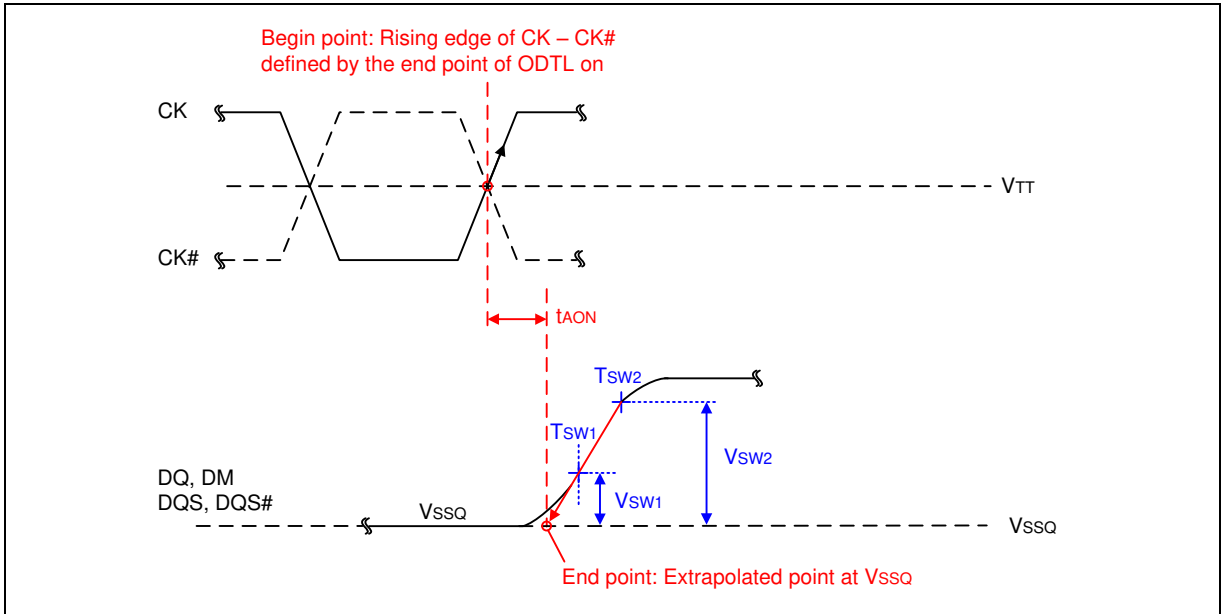 Begin point: Rising edge of CK – CK#
defined by the end point of ODTL on
CK
VTT
CK#
tAON
TSW2
TSW1
VSW2
DQ, DM
DQS, DQS#
VSSQ
VSW1
VSSQ
End point: Extrapolated point at VSSQ